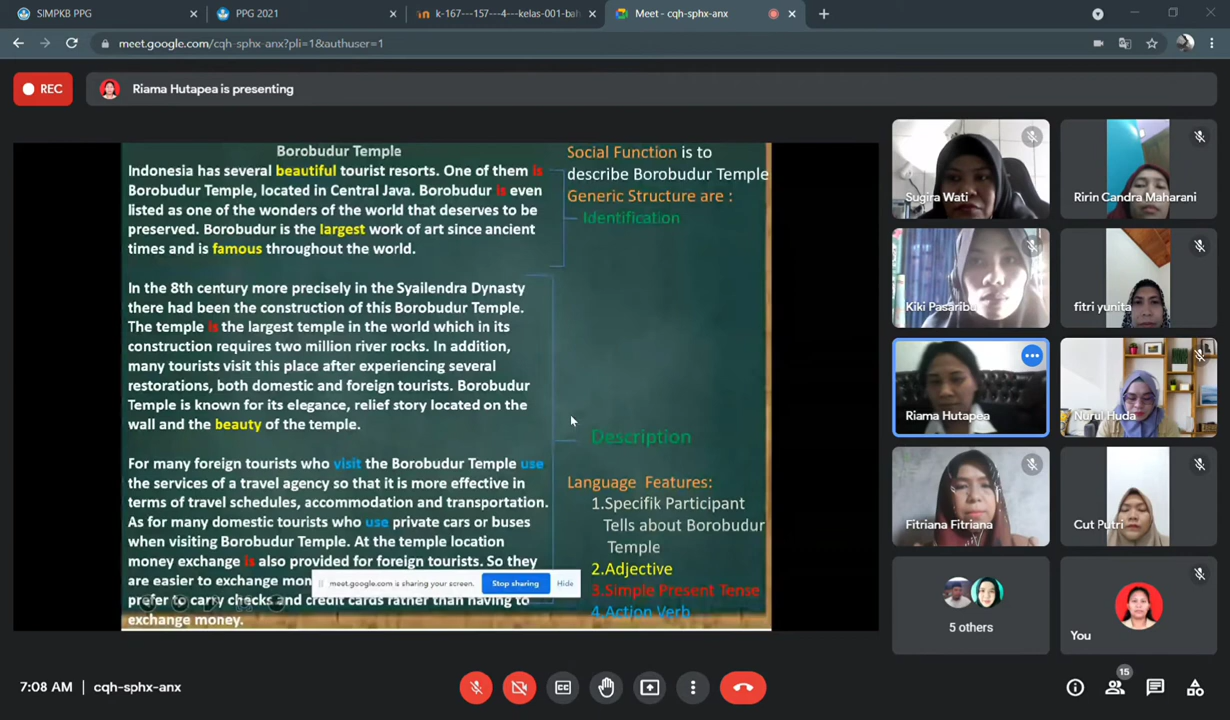 SIMPKB PPG
PPG 2021
k-167---157---4---kelas-001-bah
Meet - cqh-sphx-anx
meet.google.com/cqh-sphx-anx?pli=1&authuser=1
REC
Riama Hutapea is presenting
Borobudur Temple
Indonesia has several beautiful tourist resorts. One of them is
Borobudur Temple, located in Central Java. Borobudur is even
listed as one of the wonders of the world that deserves to be
preserved. Borobudur is the largest work of art since ancient
times and is famous throughout the world.
In the 8th century more precisely in the Syailendra Dynasty
there had been the construction of this Borobudur Temple.
The temple is the largest temple in the world which in its
construction requires two million river rocks. In addition,
many tourists visit this place after experiencing several
restorations, both domestic and foreign tourists. Borobudur
Temple is known for its elegance, relief story located on the
wall and the beauty of the temple.
For many foreign tourists who visit the Borobudur Temple use
the services of a travel agency so that it is more effective in
terms of travel schedules, accommodation and transportation.
As for many domestic tourists who use private cars or buses
when visiting Borobudur Temple. At the temple location
money exchange is also provided for foreign tourists. So they
are easier to exchange mon
prefer to carry checks and credit cards rather than having to
exchange money.
meet.google.com is sharing your screen.
Stop sharing
Hide
Social Function is to
describe Borobudur Temple
Generic Structure are :
Identification
Description
Language Features:
1.Specifik Participant
Tells about Borobudur
Temple
2.Adjective
3.Simple Present Tense
4.Action Verb
Sugira Wati
Ririn Candra Maharani
Kiki Pasaribu
fitri yunita
Riama Hutapea
Nurul Huda
Fitriana Fitriana
Cut Putri
5 others
You
7:08 AM | cqh-sphx-anx
15